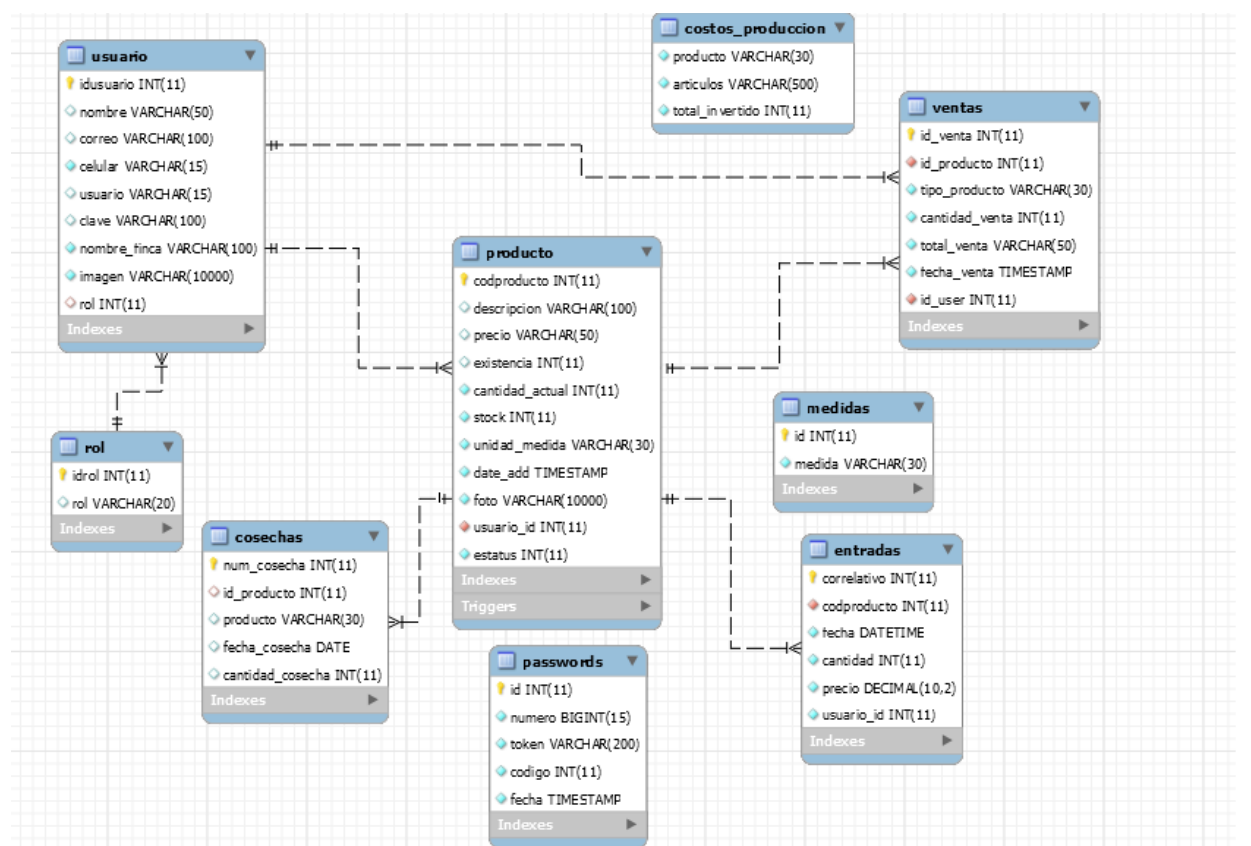 usuario
idusuario INT(11)
nombre VARCHAR(50)
correo VARCHAR(100)
celular VARCHAR(15)
usuario VARCHAR(15)
clave VARCHAR(100)
nombre_finca VARCHAR(100)
imagen VARCHAR(10000)
rol INT(11)
Indexes
costos_produccion
producto VARCHAR(30)
articulos VARCHAR(500)
total_invertido INT(11)
ventas
id_venta INT(11)
id_producto INT(11)
tipo_producto VARCHAR(30)
cantidad_venta INT(11)
total_venta VARCHAR(50)
fecha_venta TIMESTAMP
id_user INT(11)
Indexes
producto
codproducto INT(11)
descripcion VARCHAR(100)
precio VARCHAR(50)
existencia INT(11)
cantidad_actual INT(11)
stock INT(11)
unidad_medida VARCHAR(30)
date_add TIMESTAMP
foto VARCHAR(10000)
usuario_id INT(11)
estatus INT(11)
Indexes
Triggers
medidas
id INT(11)
medida VARCHAR(30)
Indexes
rol
idrol INT(11)
rol VARCHAR(20)
Indexes
cosechas
num_cosecha INT(11)
id_producto INT(11)
producto VARCHAR(30)
fecha_cosecha DATE
cantidad_cosecha INT(11)
Indexes
entradas
correlativo INT(11)
codproducto INT(11)
fecha DATETIME
cantidad INT(11)
precio DECIMAL(10,2)
usuario_id INT(11)
Indexes
passwords
id INT(11)
numero BIGINT(15)
token VARCHAR(200)
codigo INT(11)
fecha TIMESTAMP
Indexes